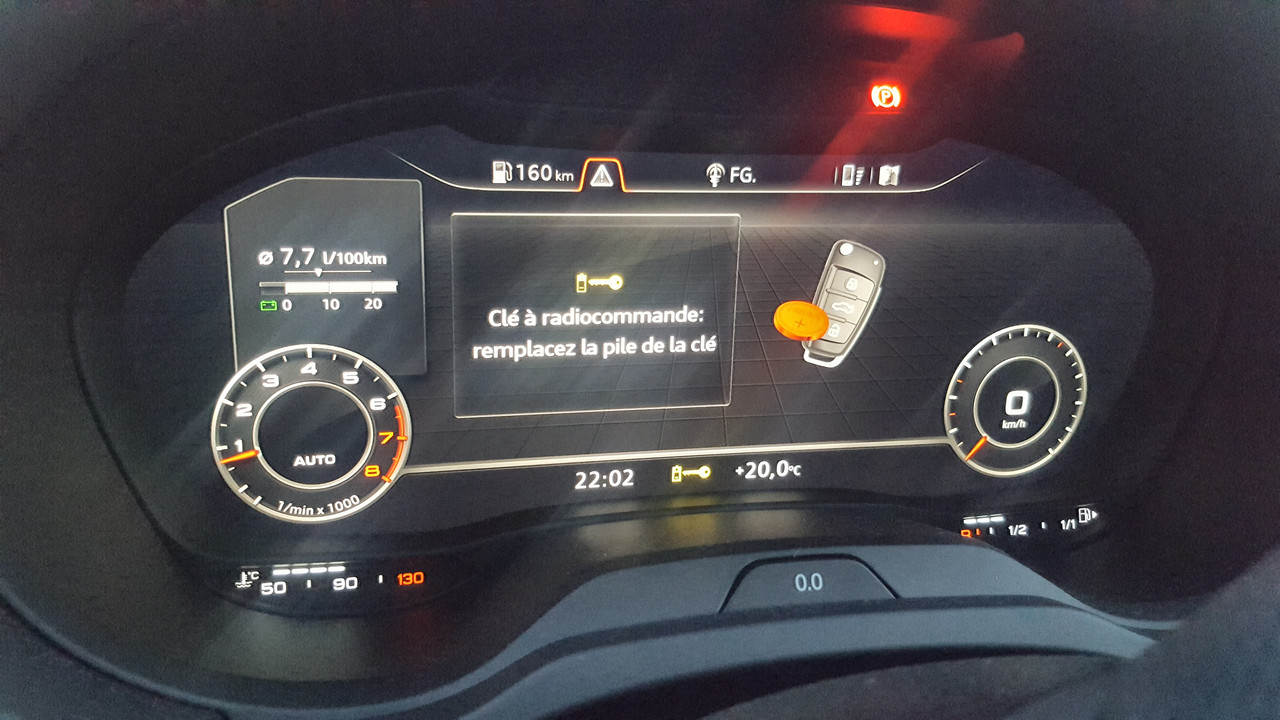 P
160 km
FG.
Ø 7,7 l/100km
0 10 20
Clé à radiocommande:
remplacez la pile de la clé
1 2 3 4 5 6 7 8
AUTO
1/min x 1000
0
km/h
22:02
+20,0°C
°C
50 90 130
R 1/2 1/1
0.0